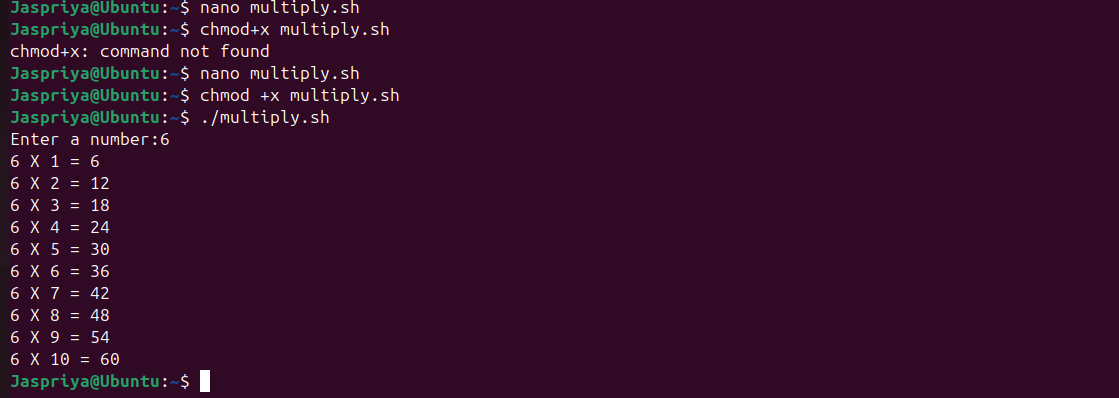 Jaspriya@Ubuntu:~$ nano multiply.sh
Jaspriya@Ubuntu:~$ chmod+x multiply.sh
chmod+x: command not found
Jaspriya@Ubuntu:~$ nano multiply.sh
Jaspriya@Ubuntu:~$ chmod +x multiply.sh
Jaspriya@Ubuntu:~$ ./multiply.sh
Enter a number:6
6 X 1 = 6
6 X 2 = 12
6 X 3 = 18
6 X 4 = 24
6 X 5 = 30
6 X 6 = 36
6 X 7 = 42
6 X 8 = 48
6 X 9 = 54
6 X 10 = 60
Jaspriya@Ubuntu:~$